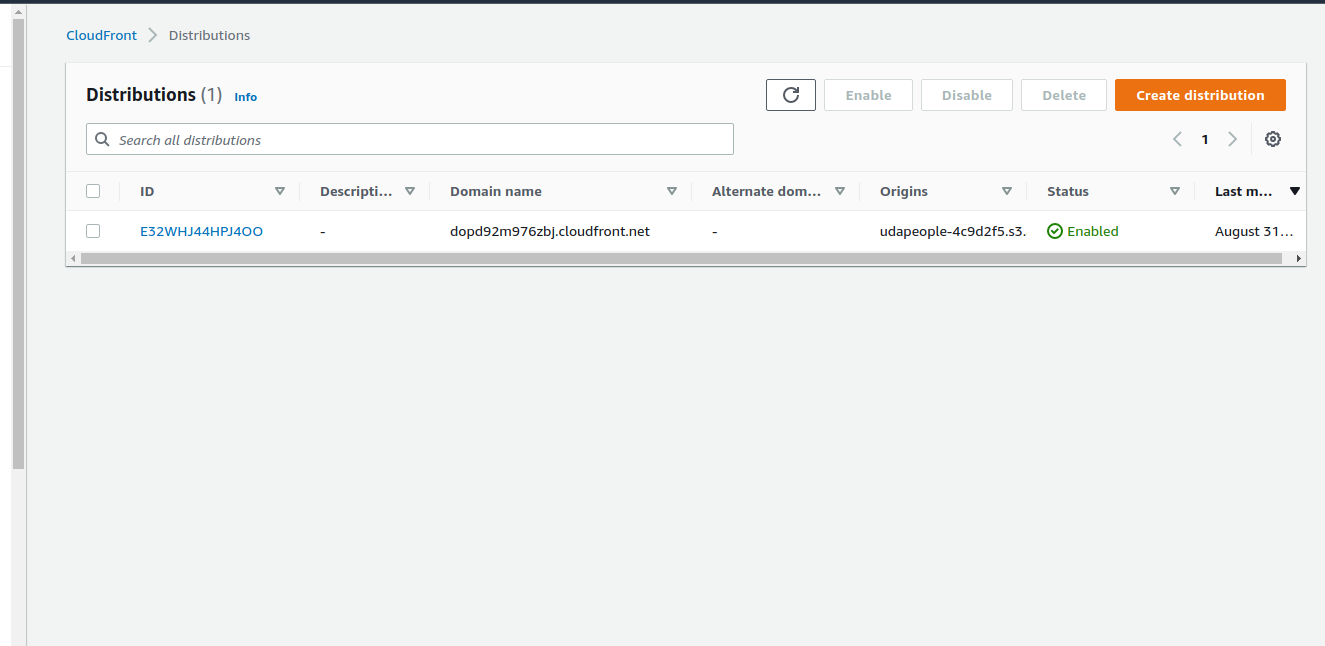 CloudFront > Distributions
Distributions (1) Info
Enable Disable Delete Create distribution
Search all distributions
1
ID Descripti... Domain name Alternate dom... Origins Status Last m...
E32WHJ44HPJ4OO - dopd92m976zbj.cloudfront.net - udapeople-4c9d2f5.s3. Enabled August 31...